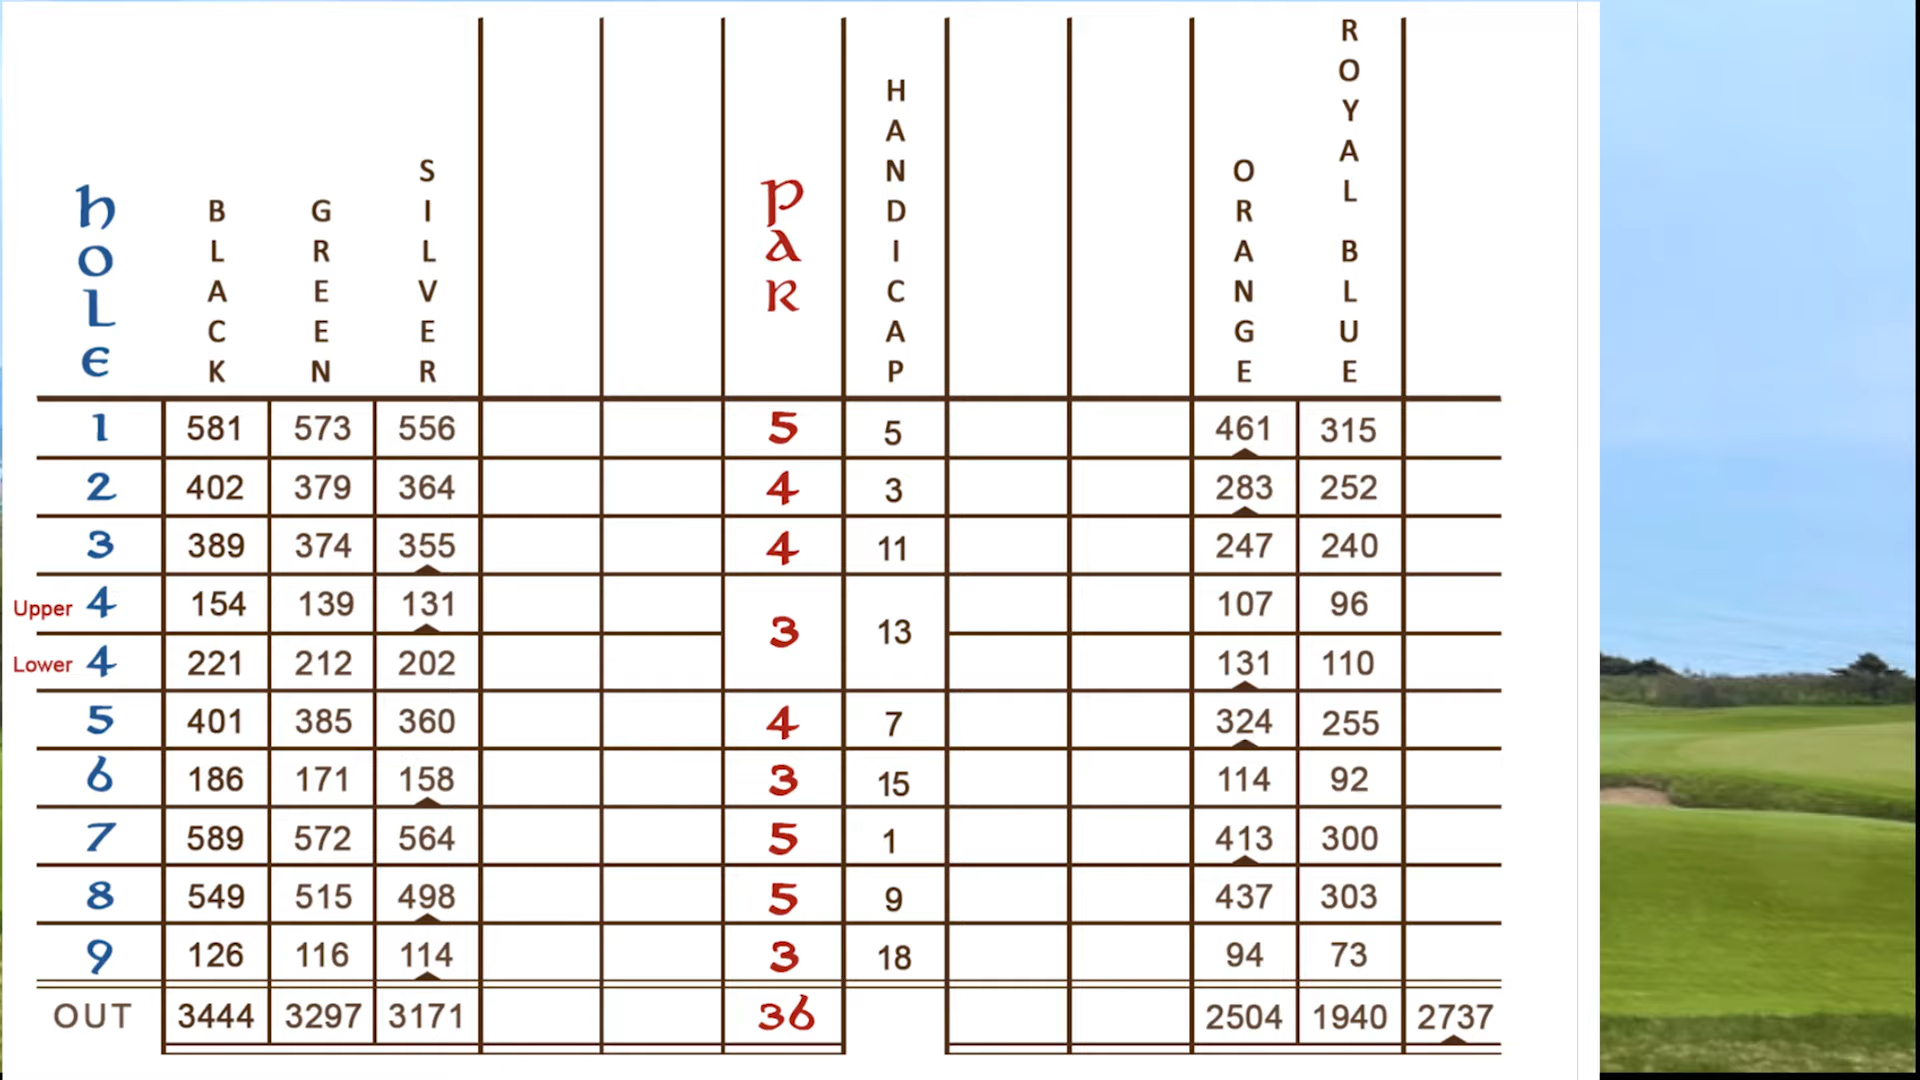 hole BLACK GREEN SILVER PAR HANDICAP ORANGE ROYAL BLUE
1 581 573 556 5 5 461 315
2 402 379 364 4 3 283 252
3 389 374 355 4 11 247 240
Upper 4 154 139 131 3 13 107 96
Lower 4 221 212 202 131 110
5 401 385 360 4 7 324 255
6 186 171 158 3 15 114 92
7 589 572 564 5 1 413 300
8 549 515 498 5 9 437 303
9 126 116 114 3 18 94 73
OUT 3444 3297 3171 36 2504 1940 2737